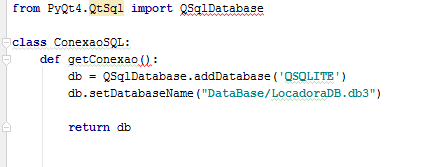 from PyQt4.QtSql import QSqlDatabase
class ConexaoSQL:
    def getConexao():
        db = QSqlDatabase.addDatabase('QSQLITE')
        db.setDatabaseName("DataBase/LocadoraDB.db3")
        return db